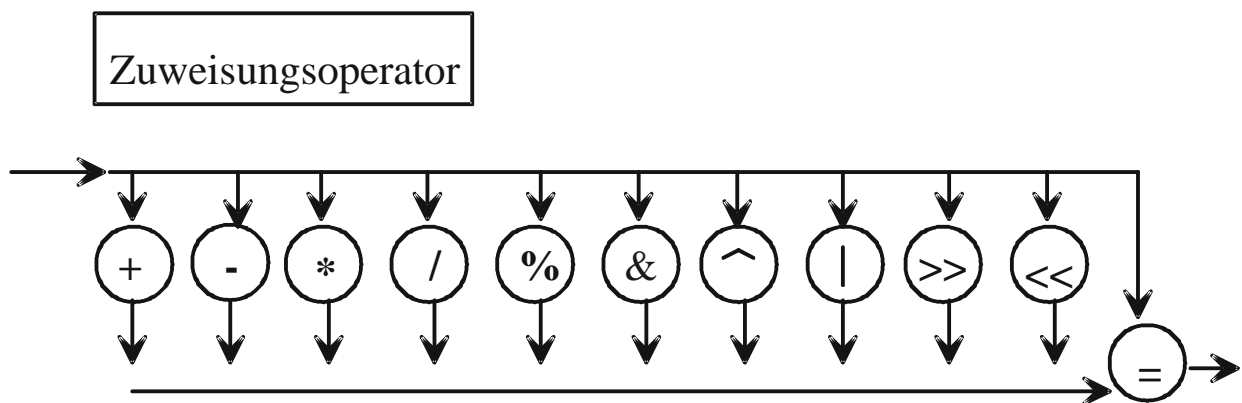 Zuweisungsoperator
+ - * / % & ^ | >> <<
=